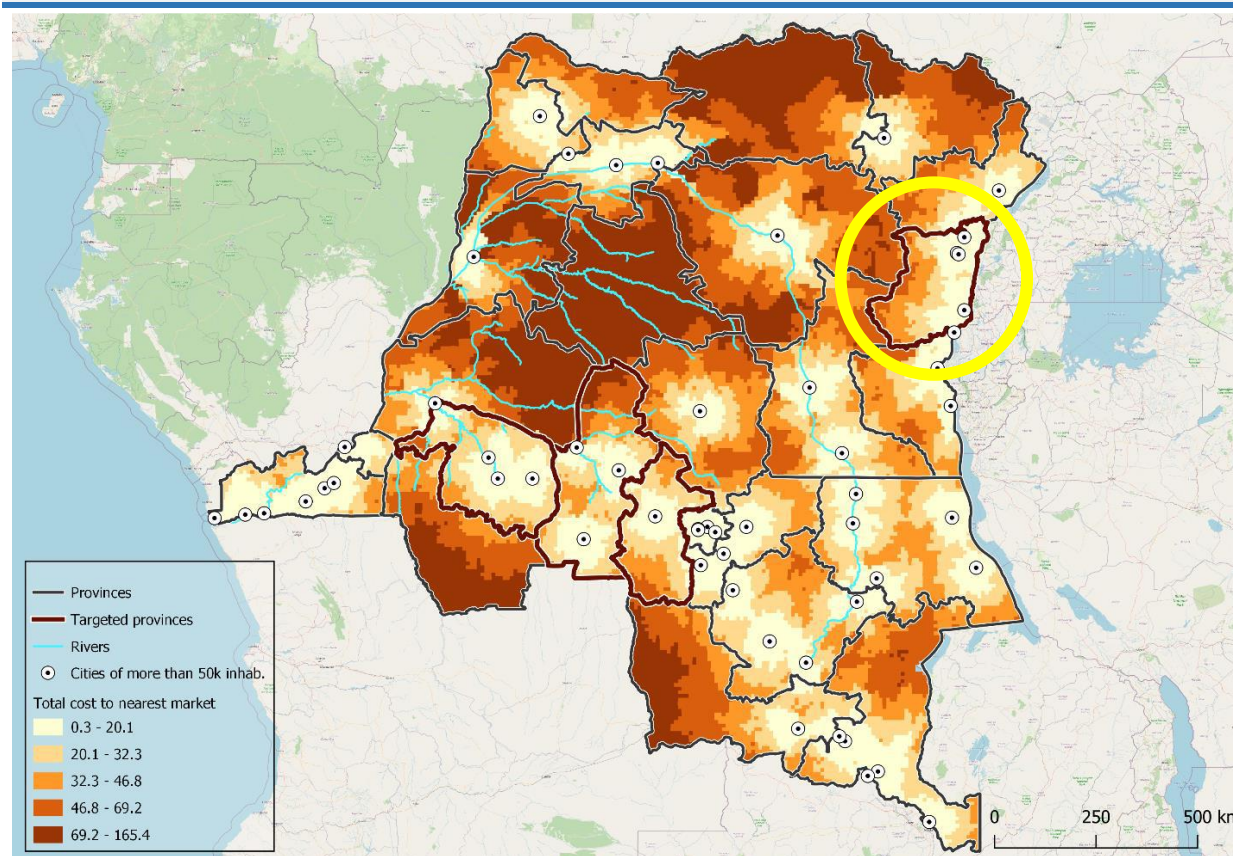 Provinces
Targeted provinces
Rivers
Cities of more than 50k inhab.
Total cost to nearest market
0.3 - 20.1
20.1 - 32.3
32.3 - 46.8
46.8 - 69.2
69.2 - 165.4
0 250 500 km